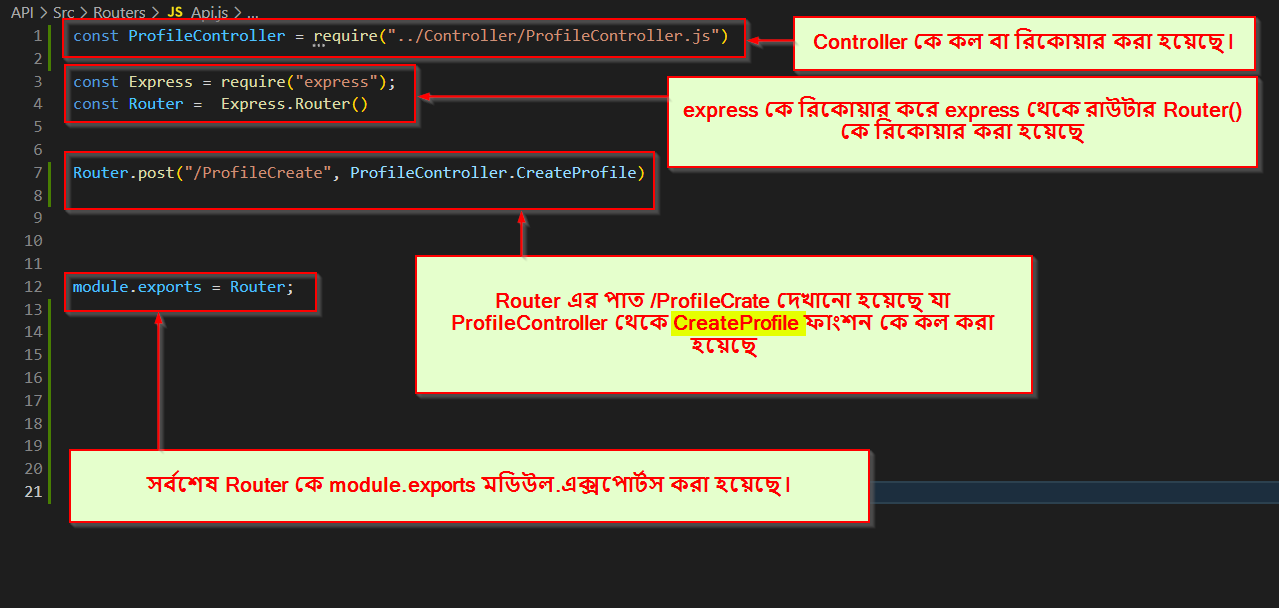 API > Src > Routers > JS Api.js > ...
1 const ProfileController = require("../Controller/ProfileController.js")
Controller কে কল বা রিকোয়ার করা হয়েছে।
2
3 const Express = require("express");
4 const Router =  Express.Router()
express কে রিকোয়ার করে express থেকে রাউটার Router()
কে রিকোয়ার করা হয়েছে
5
6
7 Router.post("/ProfileCreate", ProfileController.CreateProfile)
8
9
10
11
12 module.exports = Router;
Router এর পাত /ProfileCrate দেখানো হয়েছে যা
ProfileController থেকে CreateProfile ফাংশন কে কল করা
হয়েছে
13
14
15
16
17
18
19
20
21
সর্বশেষ Router কে module.exports মডিউল.এক্সপোর্টস করা হয়েছে।